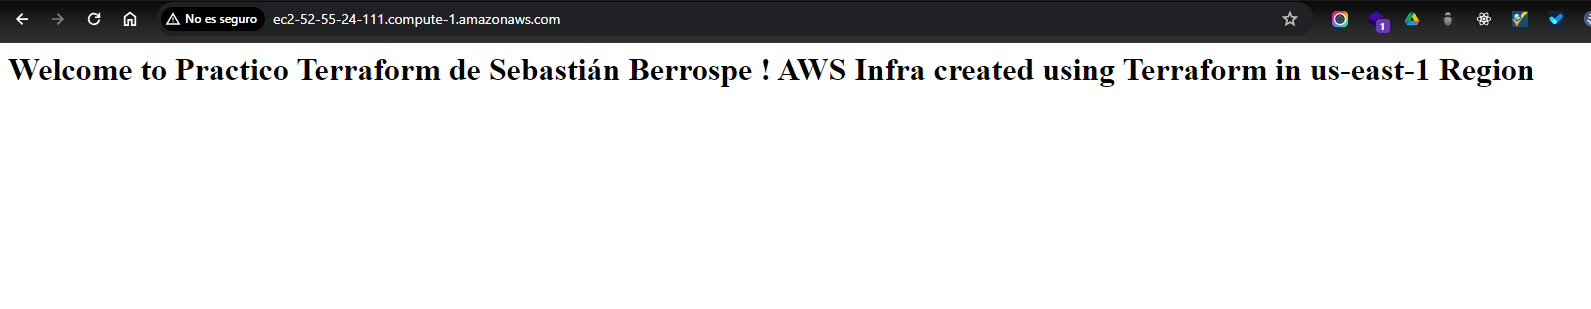 No es seguro ec2-52-55-24-111.compute-1.amazonaws.com
1
Welcome to Practico Terraform de Sebastián Berrospe ! AWS Infra created using Terraform in us-east-1 Region